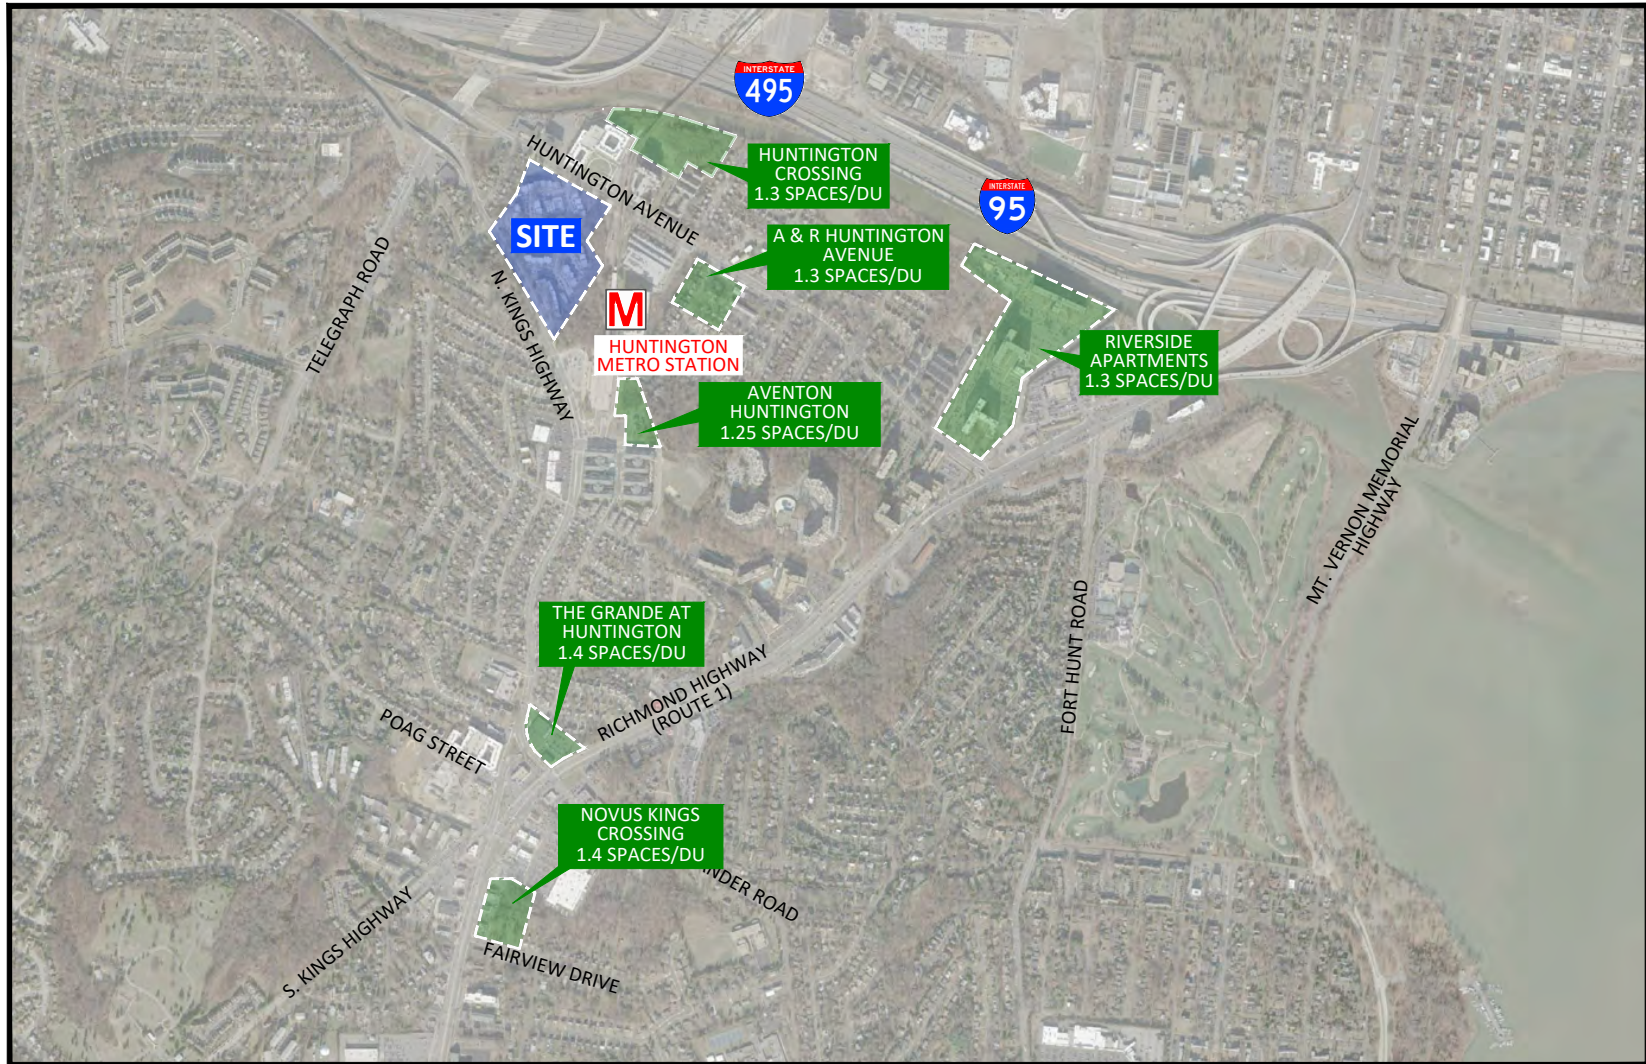 INTERSTATE
495
HUNTINGTON AVENUE
HUNTINGTON
CROSSING
1.3 SPACES/DU
INTERSTATE
95
SITE
A & R HUNTINGTON
AVENUE
1.3 SPACES/DU
TELEGRAPH ROAD
N. KINGS HIGHWAY
M
HUNTINGTON
METRO STATION
RIVERSIDE
APARTMENTS
1.3 SPACES/DU
AVENTON
HUNTINGTON
1.25 SPACES/DU
MT. VERNON MEMORIAL
HIGHWAY
THE GRANDE AT
HUNTINGTON
1.4 SPACES/DU
FORT HUNT ROAD
RICHMOND HIGHWAY
(ROUTE 1)
POAG STREET
NOVUS KINGS
CROSSING
1.4 SPACES/DU
ROAD
S. KINGS HIGHWAY
FAIRVIEW DRIVE